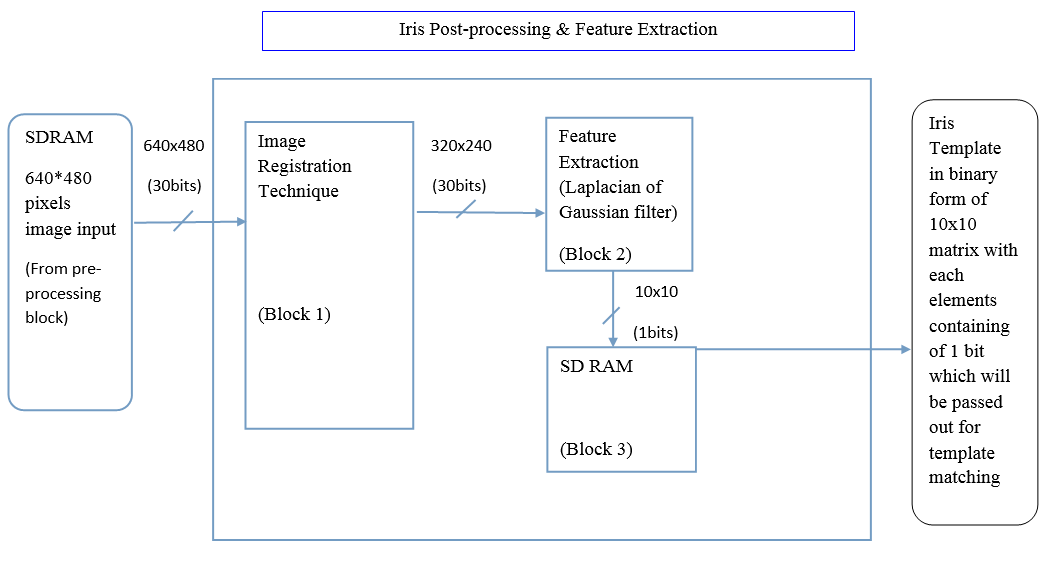 Iris Post-processing & Feature Extraction
SDRAM
640*480
pixels
image input
(From pre-
processing
block)
640x480
(30bits)
Image
Registration
Technique
(Block 1)
320x240
(30bits)
Feature
Extraction
(Laplacian of
Gaussian filter)
(Block 2)
10x10
(1bits)
SD RAM
(Block 3)
Iris
Template
in binary
form of
10x10
matrix with
each
elements
containing
of 1 bit
which will
be passed
out for
template
matching